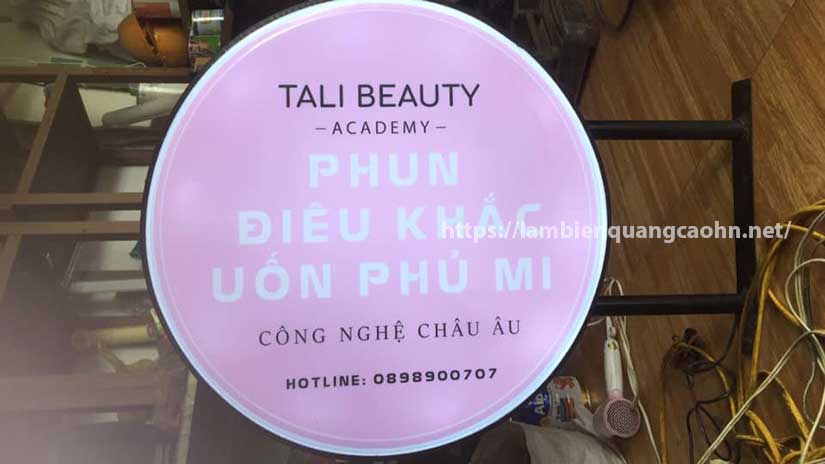 TALI BEAUTY
– ACADEMY –
PHUN
ĐIÊU KHẮC
https://lambienquangcaohn.net/
UỐN PHỦ MI
CÔNG NGHỆ CHÂU ÂU
HOTLINE: 0898900707